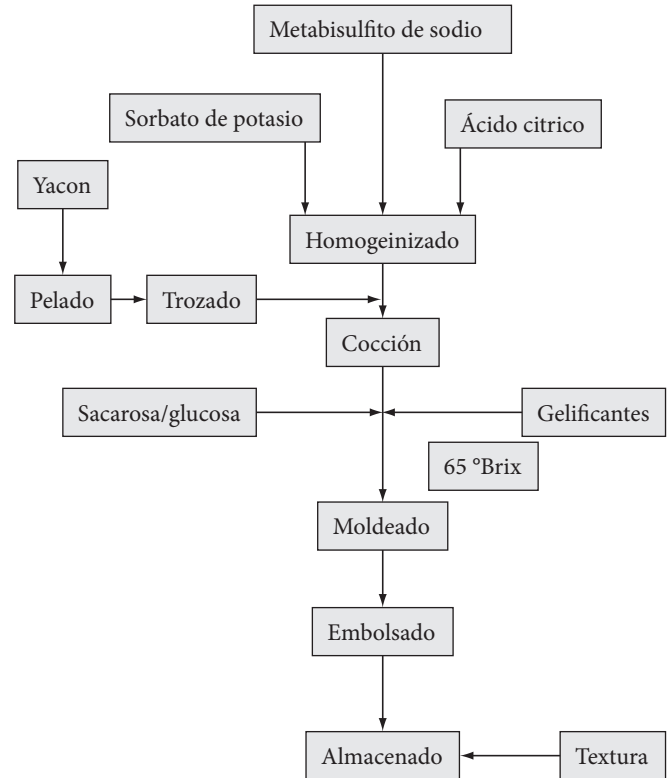 Metabisulfito de sodio
Sorbato de potasio
Ácido citrico
Yacon
Homogeinizado
Pelado
Trozado
Cocción
Sacarosa/glucosa
Gelificantes
65 °Brix
Moldeado
Embolsado
Almacenado
Textura